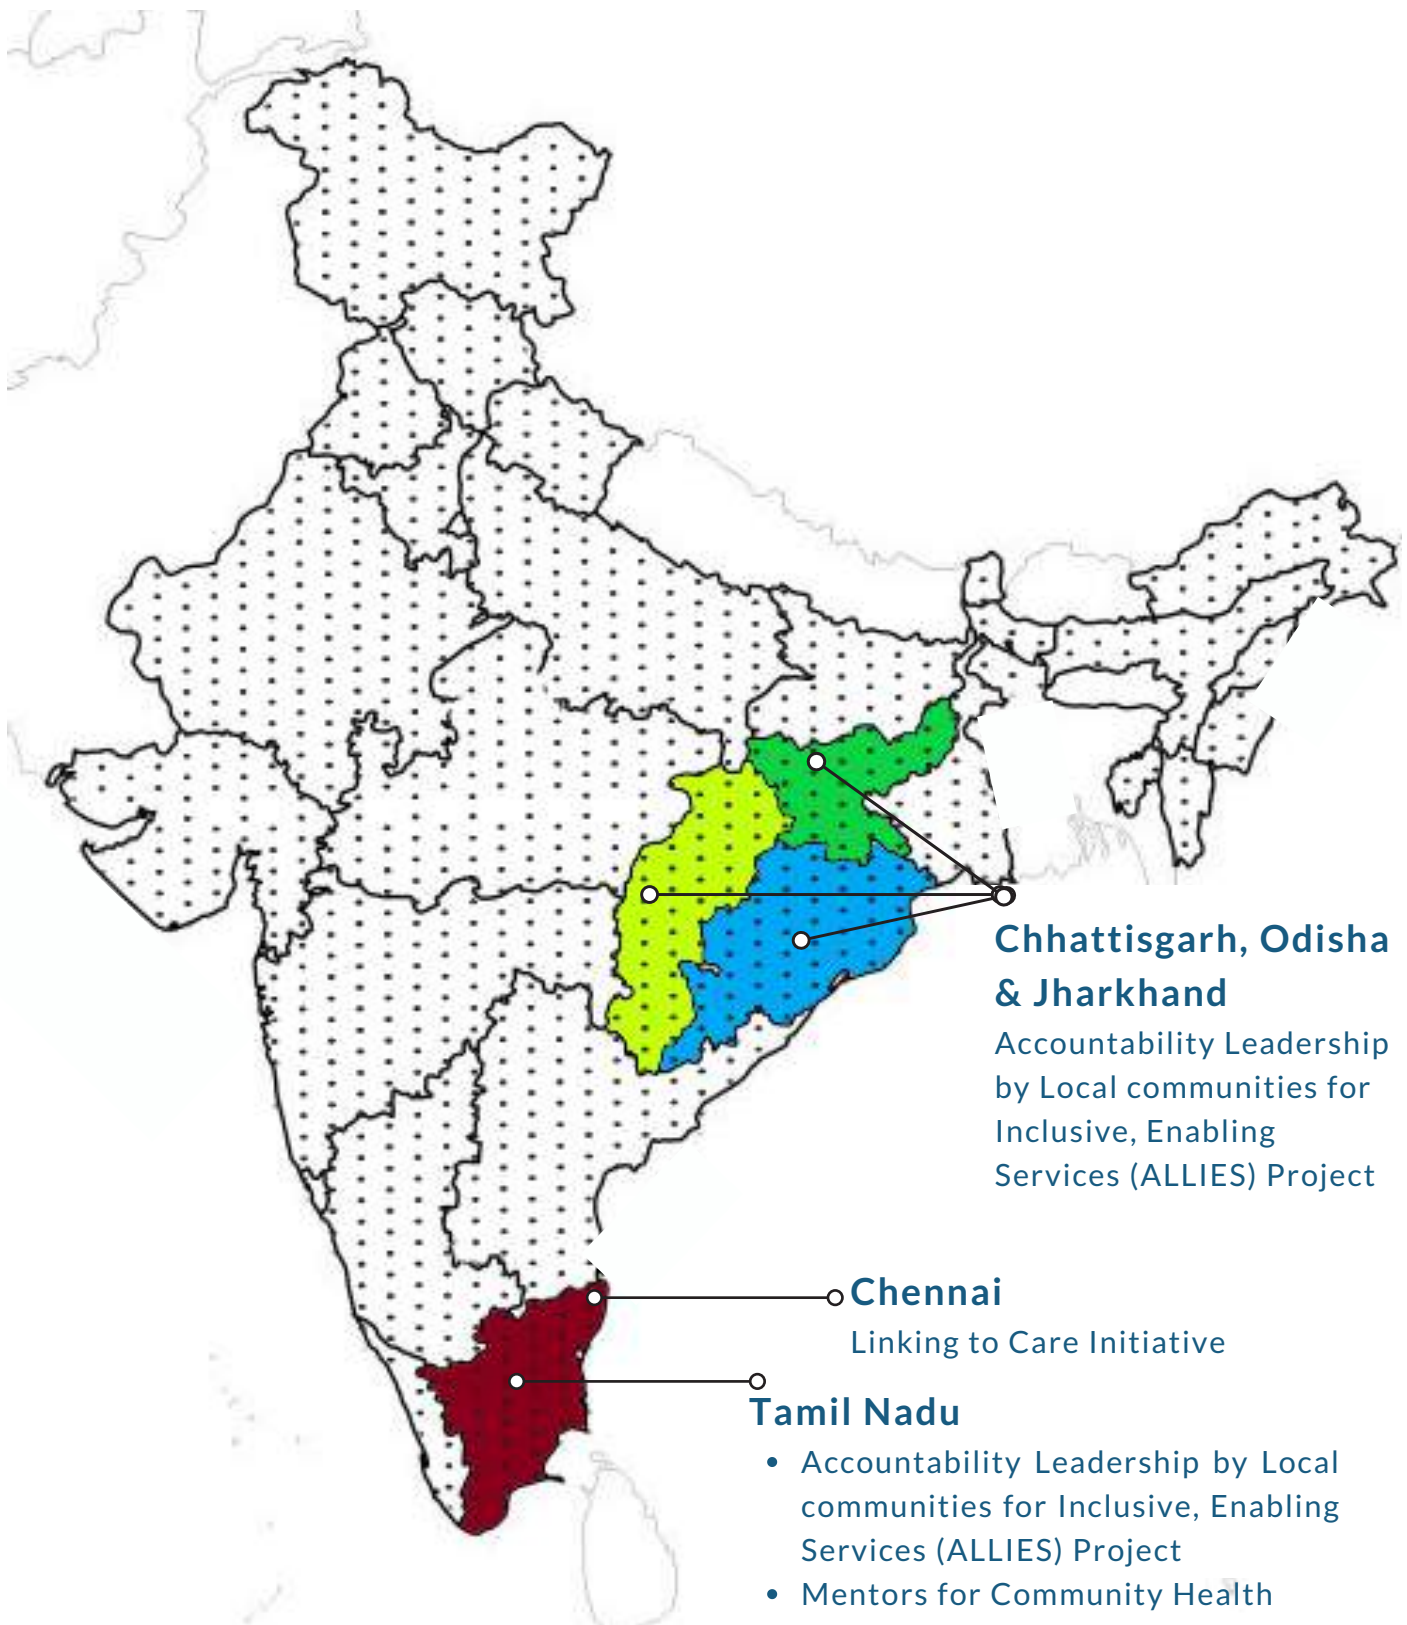 Chhattisgarh, Odisha
& Jharkhand
Accountability Leadership
by Local communities for
Inclusive, Enabling
Services (ALLIES) Project
Chennai
Linking to Care Initiative
Tamil Nadu
• Accountability Leadership by Local
communities for Inclusive, Enabling
Services (ALLIES) Project
• Mentors for Community Health